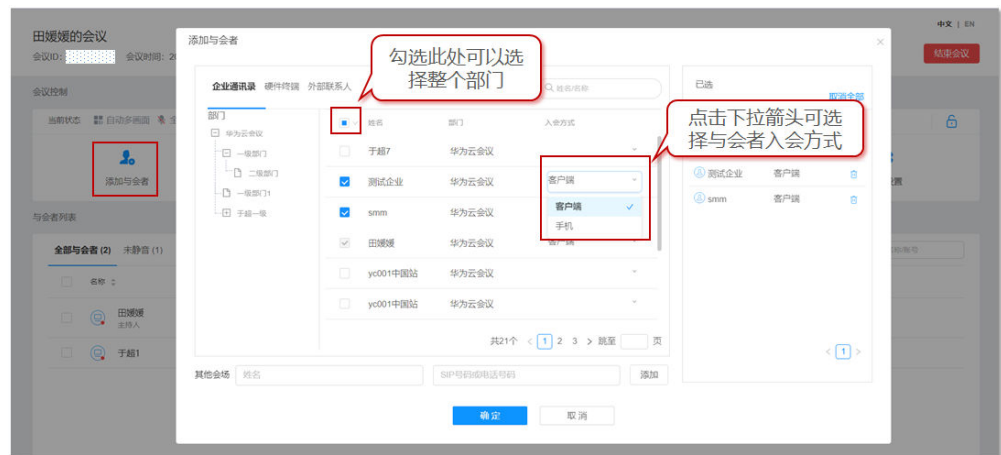 中文 | EN
田媛媛的会议
会议ID:
会议时间: 2
结束会议
会议控制
当前状态 自动多画面
添加与会者
与会者列表
全部与会者 (2) 未静音 (1)
名称
田媛媛
主持人
于超1
添加与会者
企业通讯录 硬件终端 外部联系人
姓名/名称
勾选此处可以选
择整个部门
部门
华为云会议
一级部门
二级部门
一级部门1
于超一级
姓名 部门 入会方式
于超7 华为云会议
测试企业 华为云会议 客户端
smm 华为云会议
客户端
手机
田媛媛 华为云会议 客户端
yc001中国站 华为云会议
yc001中国站 华为云会议
共21个 < 1 2 3 > 跳至 页
已选
取消全部
点击下拉箭头可选
择与会者入会方式
测试企业 客户端
smm 客户端
< 1 >
其他会场 姓名 SIP号码或电话号码 添加
确定 取消